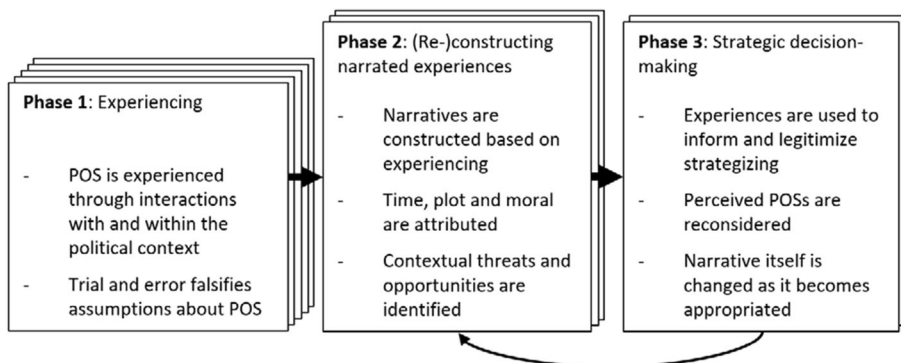 Phase 1: Experiencing
- POS is experienced
through interactions
with and within the
political context
- Trial and error falsifies
assumptions about POS
Phase 2: (Re-)constructing
narrated experiences
- Narratives are
constructed based on
experiencing
- Time, plot and moral
are attributed
- Contextual threats and
opportunities are
identified
Phase 3: Strategic decision-
making
- Experiences are used to
inform and legitimize
strategizing
- Perceived POSs are
reconsidered
- Narrative itself is
changed as it becomes
appropriated